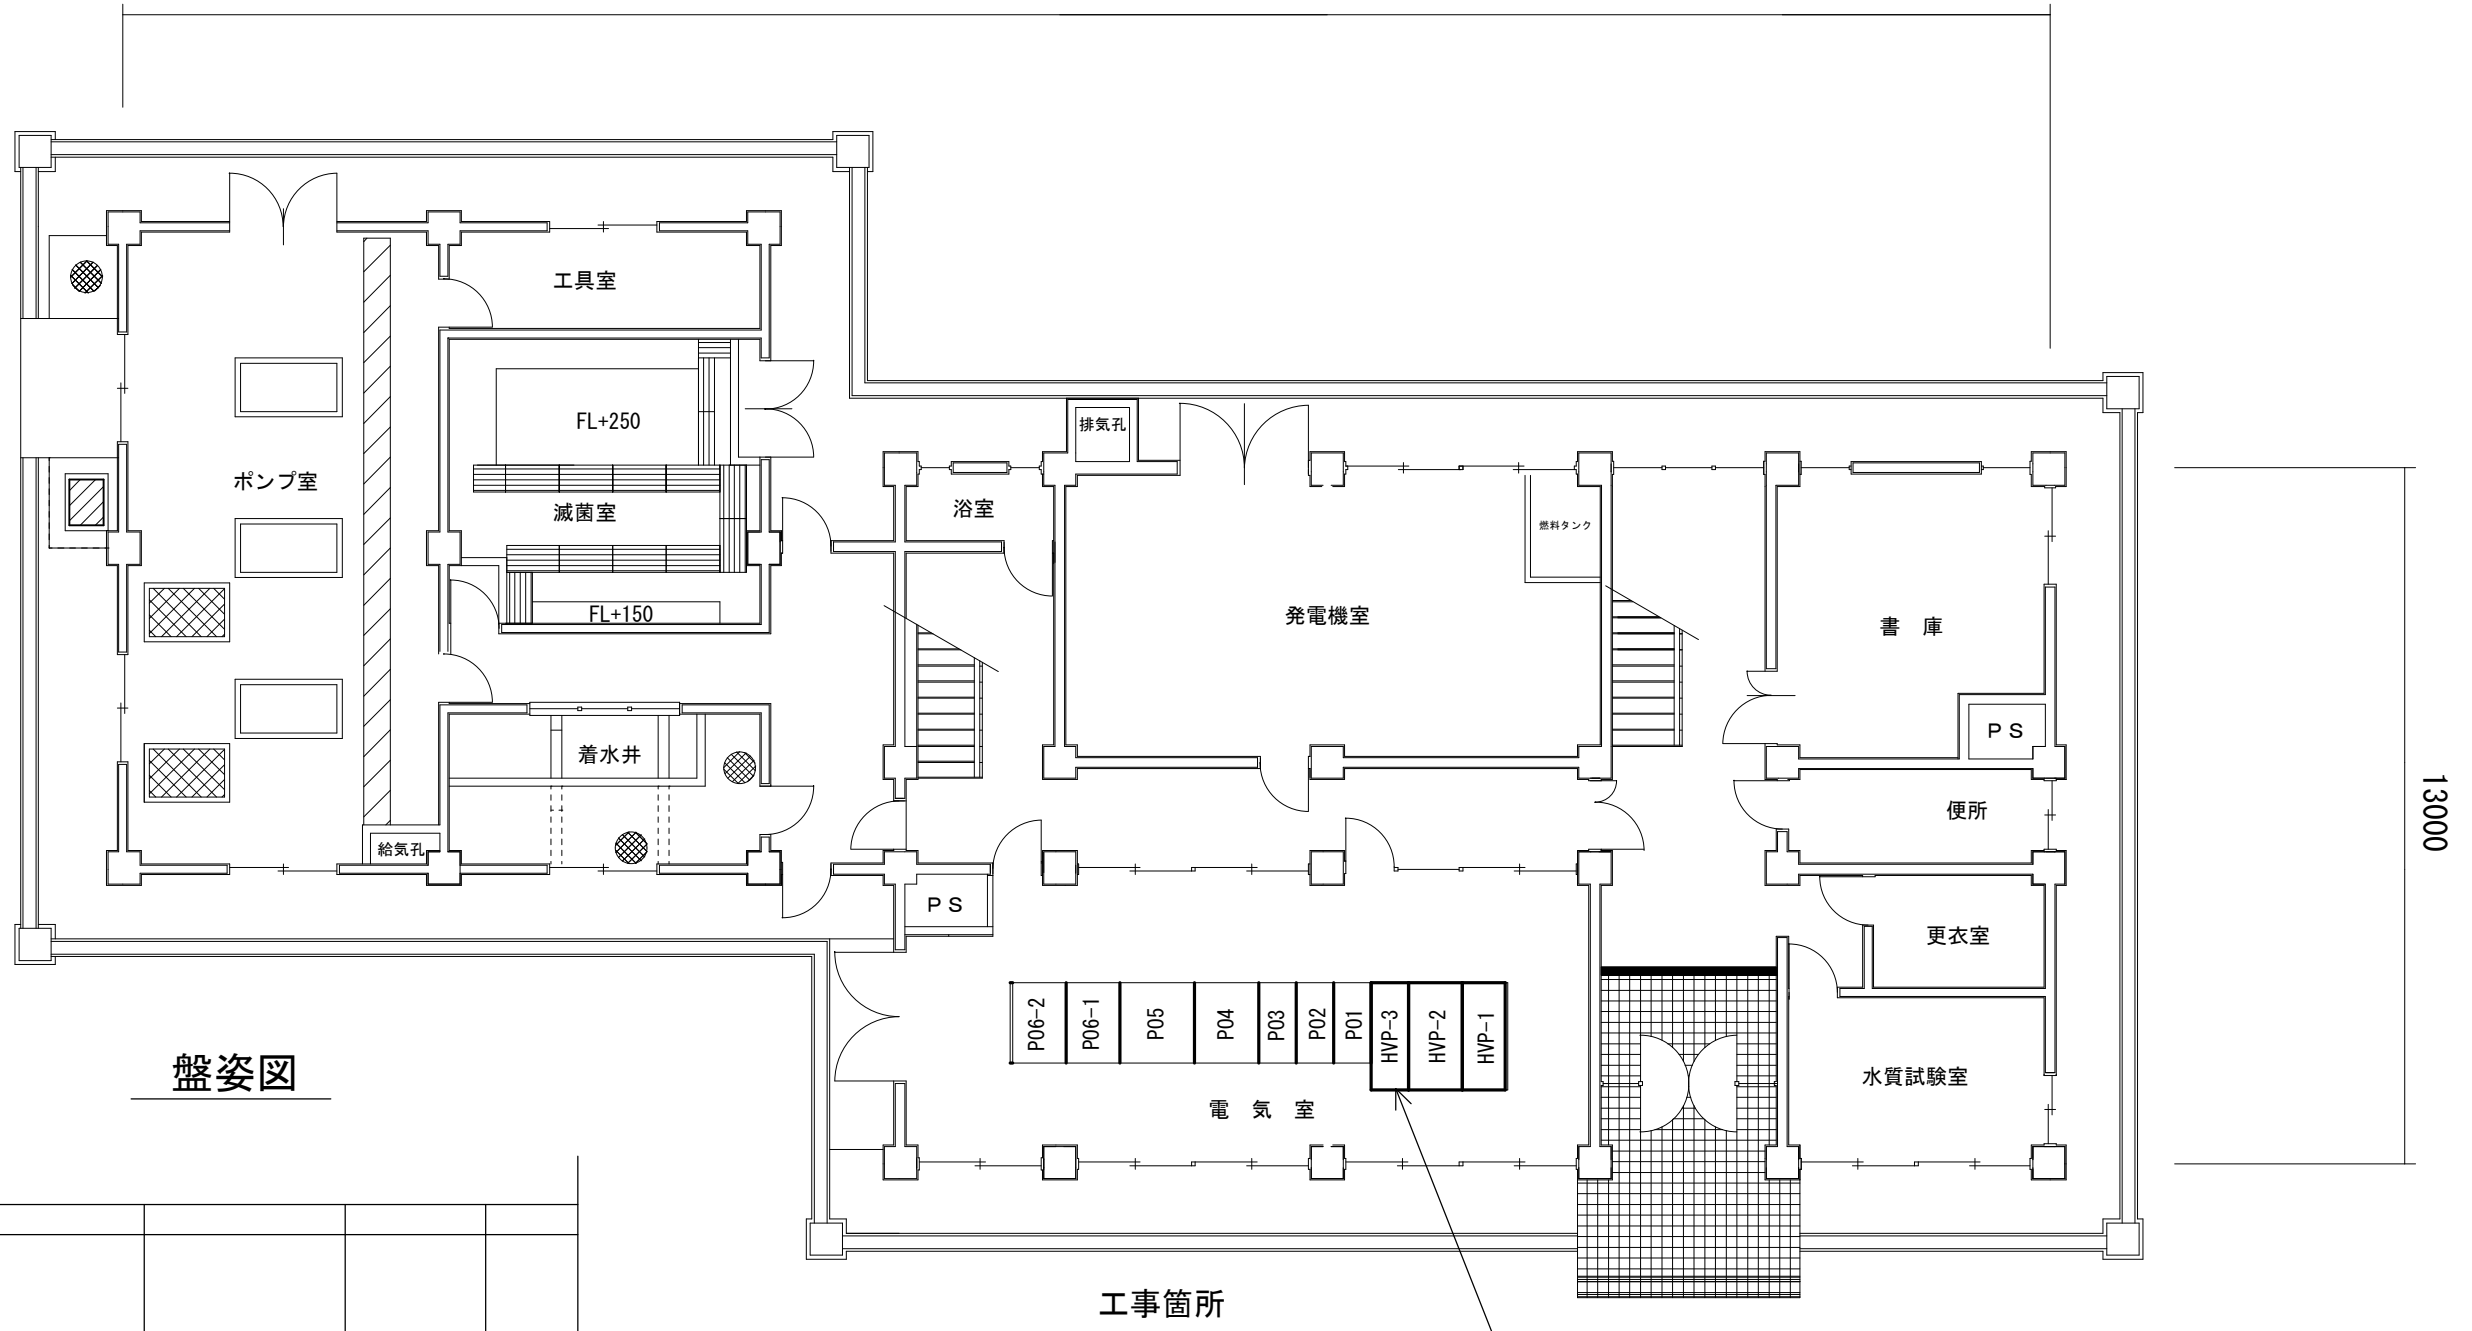 工具室
FL+250
排気孔
ポンプ室
滅菌室
浴室
燃料タンク
FL+150
発電機室
書 庫
PS
着水井
13000
便所
給気孔
PS
更衣室
P06-2
P06-1
P05
P04
P03
P02
P01
HVP-3
HVP-2
HVP-1
盤姿図
水質試験室
電 気 室
工事箇所